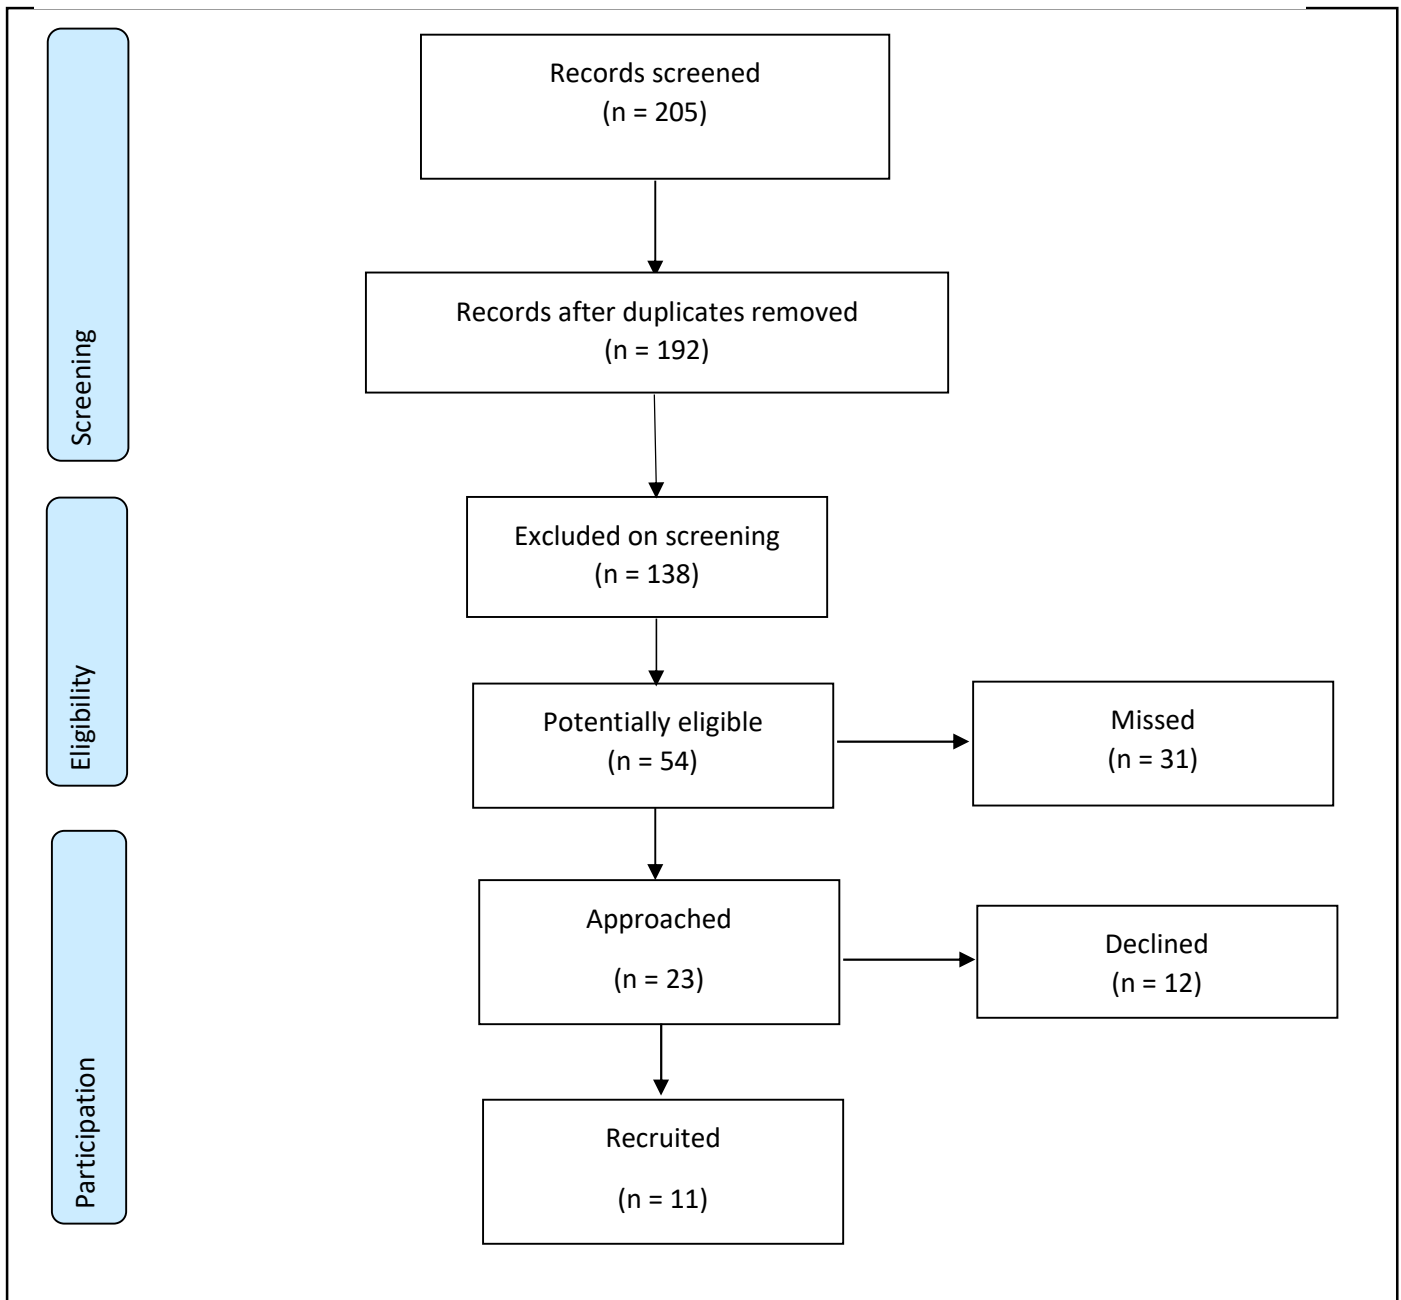 Screening
Records screened
(n = 205)
Records after duplicates removed
(n = 192)
Eligibility
Excluded on screening
(n = 138)
Potentially eligible
(n = 54)
Missed
(n = 31)
Participation
Approached
(n = 23)
Declined
(n = 12)
Recruited
(n = 11)